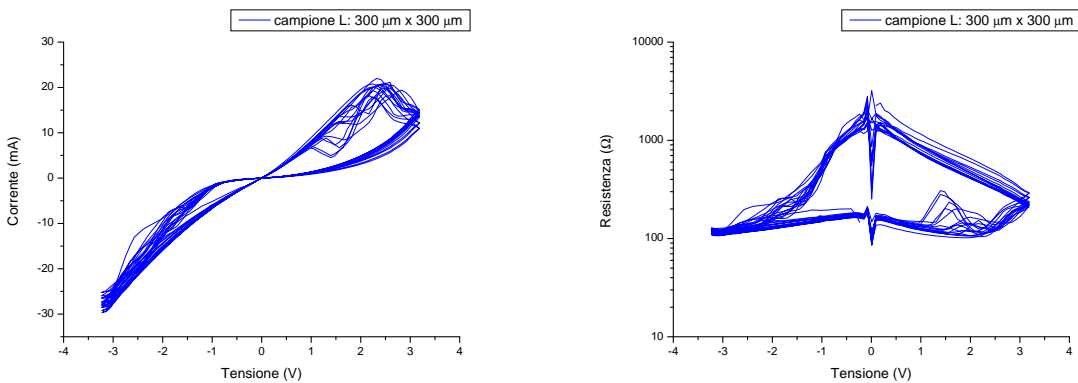 campione L: 300 μm x 300 μm
30
20
10
0
-10
-20
-30
-4 -3 -2 -1 0 1 2 3 4
Corrente (mA)
Tensione (V)
campione L: 300 μm x 300 μm
10000
1000
100
10
-4 -3 -2 -1 0 1 2 3 4
Resistenza (Ω)
Tensione (V)